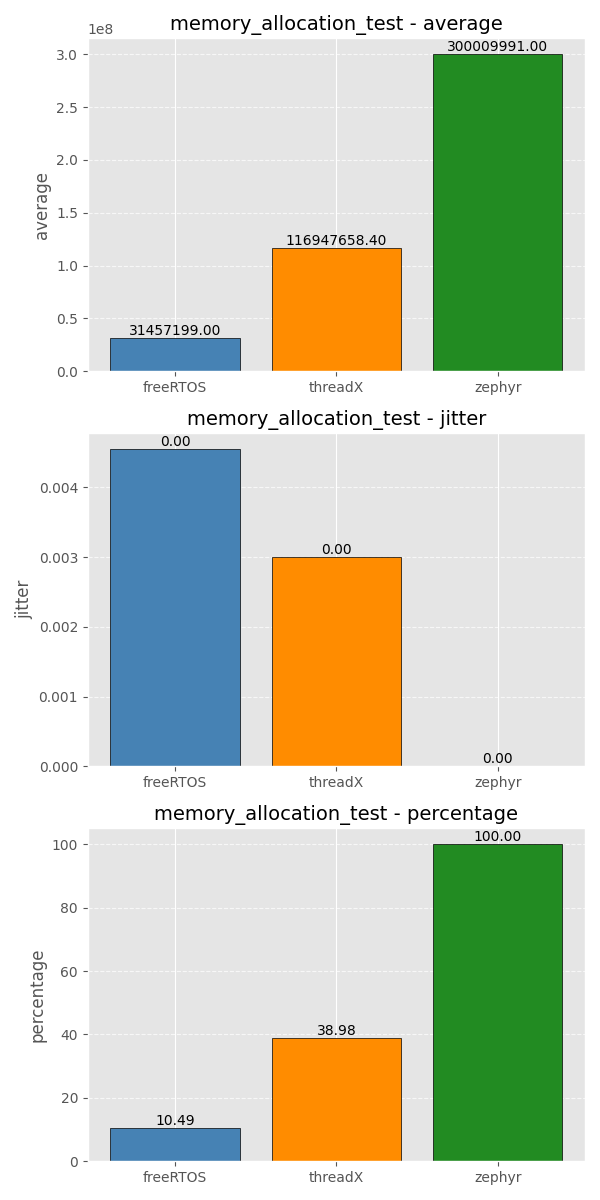 memory_allocation_test - average
1e8
3.0
2.5
2.0
1.5
1.0
0.5
0.0
average
31457199.00
116947658.40
300009991.00
freeRTOS threadX zephyr
memory_allocation_test - jitter
0.004
0.003
0.002
0.001
0.000
jitter
0.00
0.00
0.00
freeRTOS threadX zephyr
memory_allocation_test - percentage
100
80
60
40
20
0
percentage
10.49
38.98
100.00
freeRTOS threadX zephyr